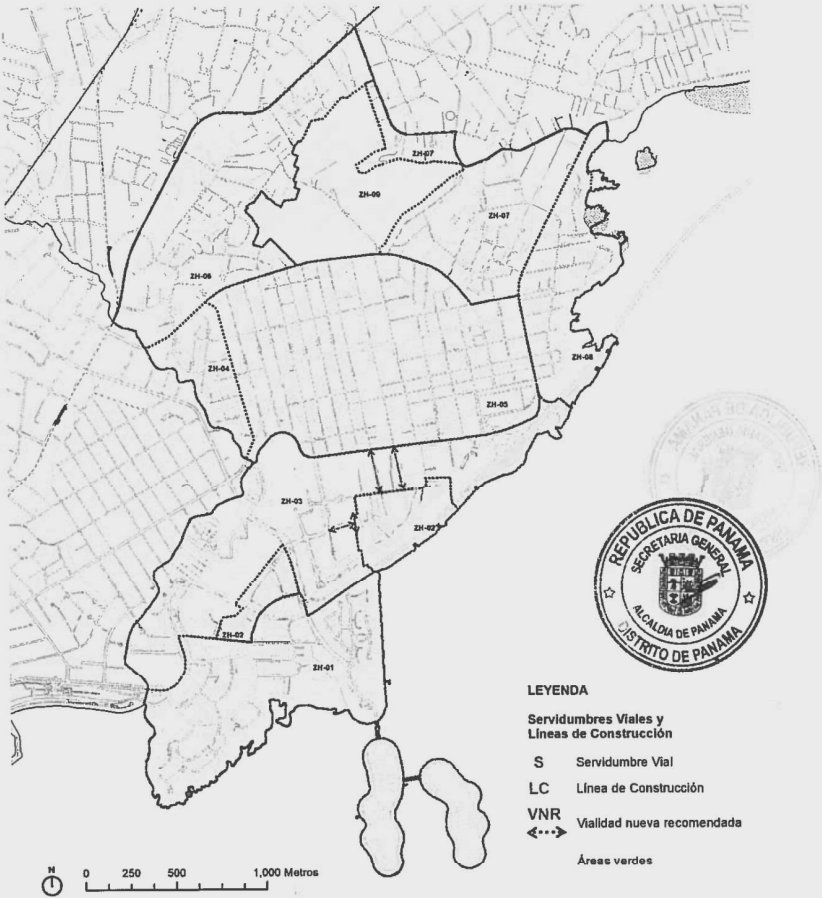 ZH-07
ZH-09
ZH-07
ZH-06
ZH-04
ZH-08
ZH-05
ZH-03
ZH-02
ZH-02
ZH-01
REPUBLICA DE PANAMA
SECRETARIA GENERAL
ALCALDIA DE PANAMA
DISTRITO DE PANAMA
LEYENDA
Servidumbres Viales y
Líneas de Construcción
S Servidumbre Vial
LC Línea de Construcción
VNR Vialidad nueva recomendada
Áreas verdes
N
0 250 500 1,000 Metros